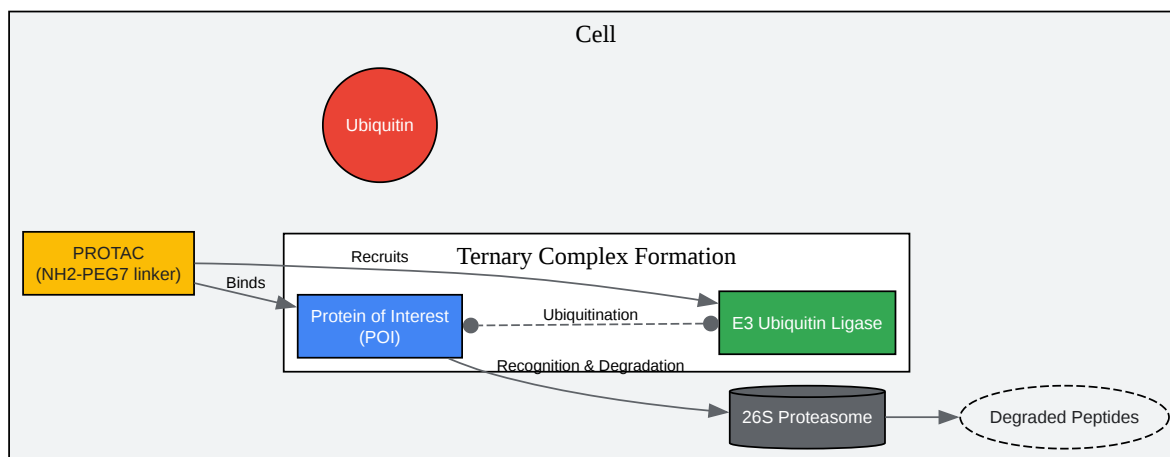 Cell
Ubiquitin
PROTAC
(NH2-PEG7 linker)
Recruits
Binds
Ternary Complex Formation
Protein of Interest
(POI)
Ubiquitination
E3 Ubiquitin Ligase
Recognition & Degradation
26S Proteasome
Degraded Peptides